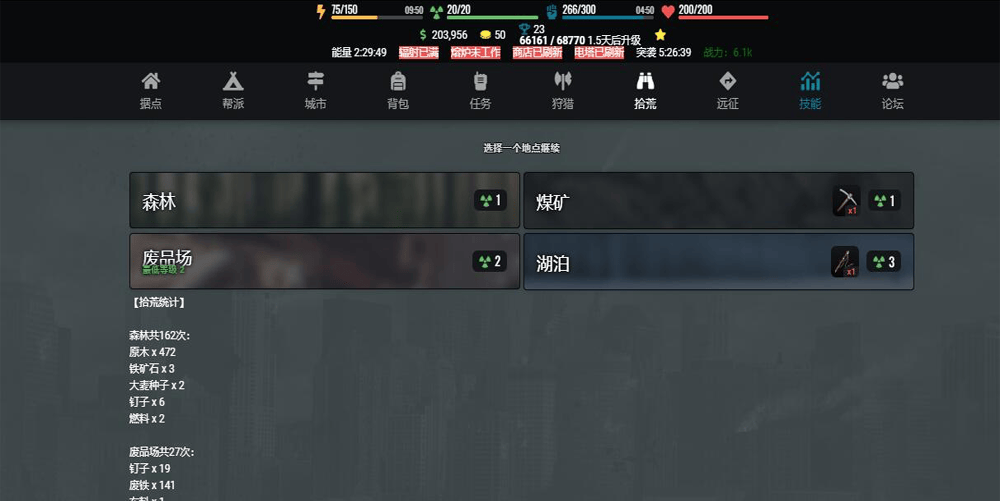 75/150 09:50 20/20 266/300 04:50 200/200
$ 203,956 50 23
66161 / 68770 1.5天后升级
能量 2:29:49 辐射已满 熔炉未工作 商店已刷新 电塔已刷新 突袭 5:26:39 战力: 6.1k
据点 帮派 城市 背包 任务 狩猎 拾荒 远征 技能 论坛
选择一个地点继续
森林 1
煤矿 x1 1
废品场 2
最低等级 2
湖泊 x1 3
【拾荒统计】
森林共162次:
原木 x 472
铁矿石 x 3
大麦种子 x 2
钉子 x 6
燃料 x 2
废品场共27次:
钉子 x 19
废铁 x 141
布料 x 1